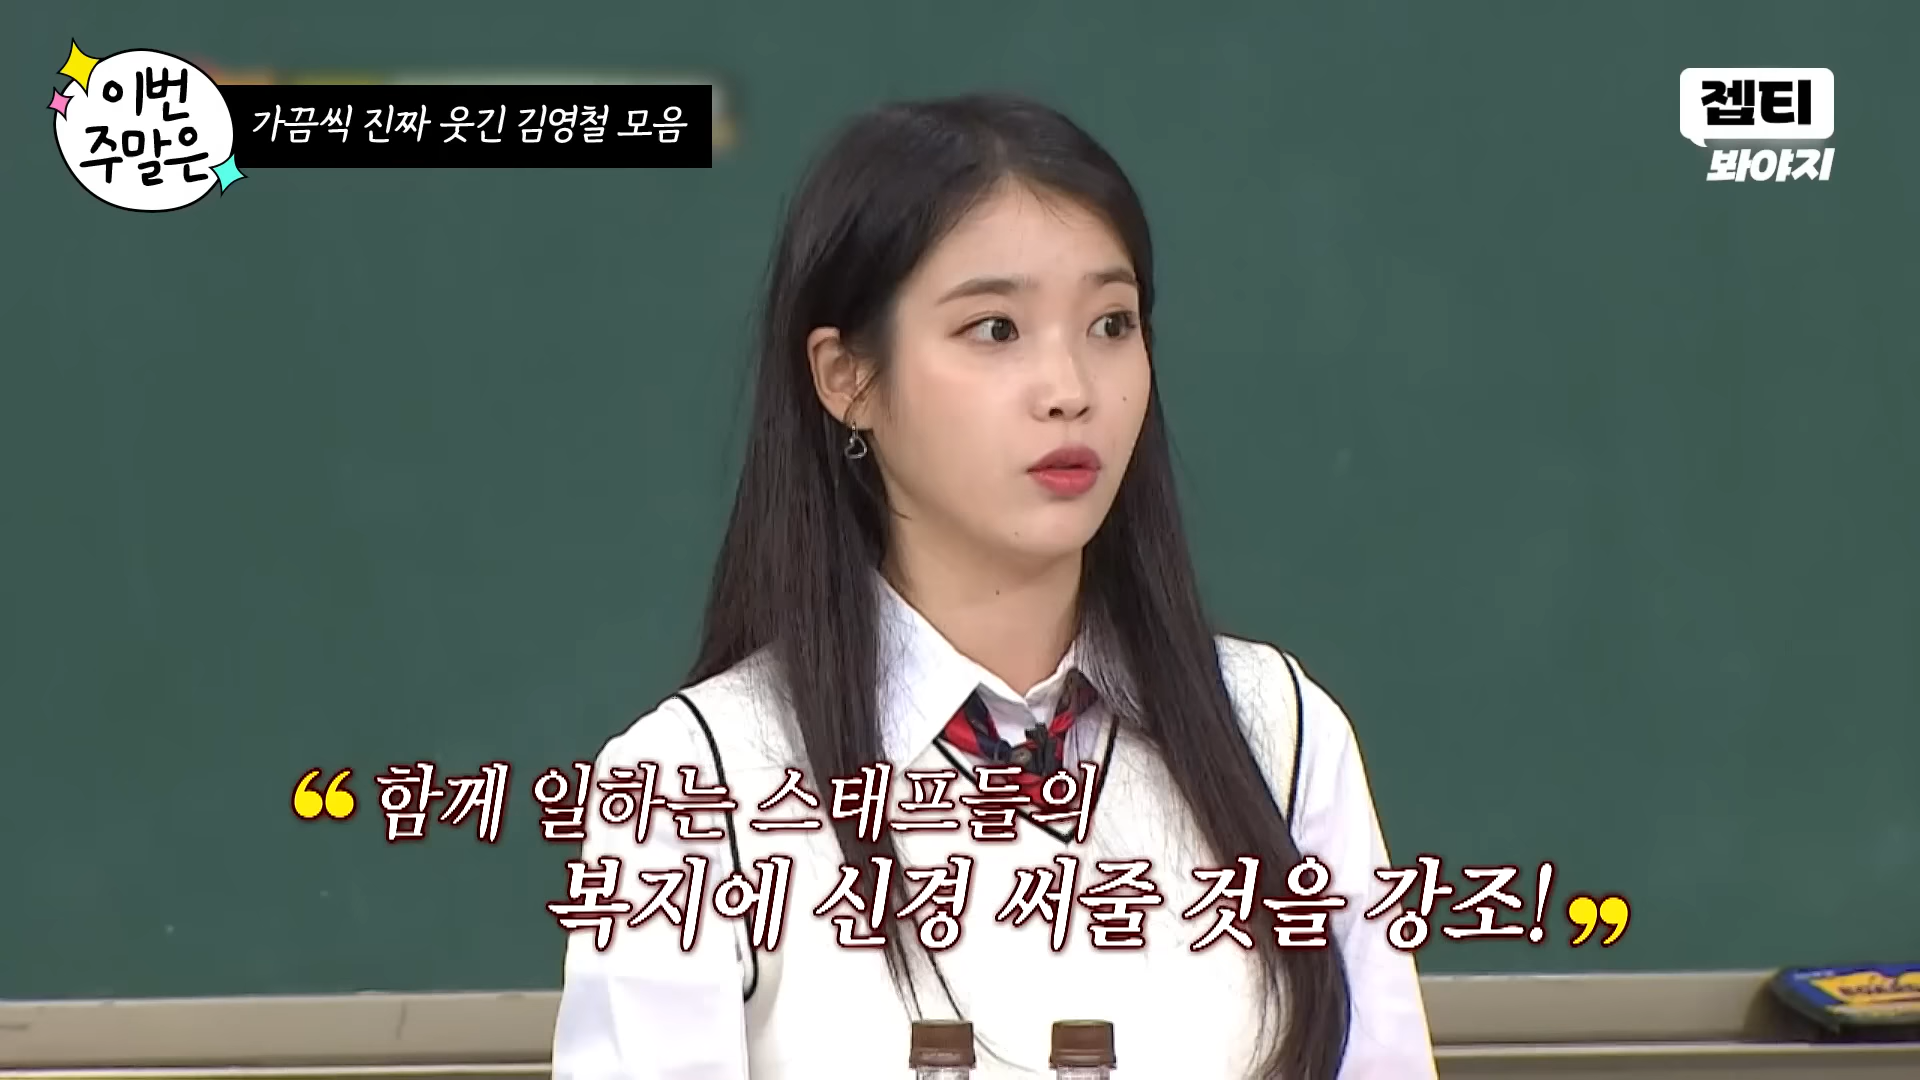 이번
주말은
가끔씩 진짜 웃긴 김영철 모음
젭티
봐야지
“함께 일하는 스태프들의
복지에 신경 써줄 것을 강조!”